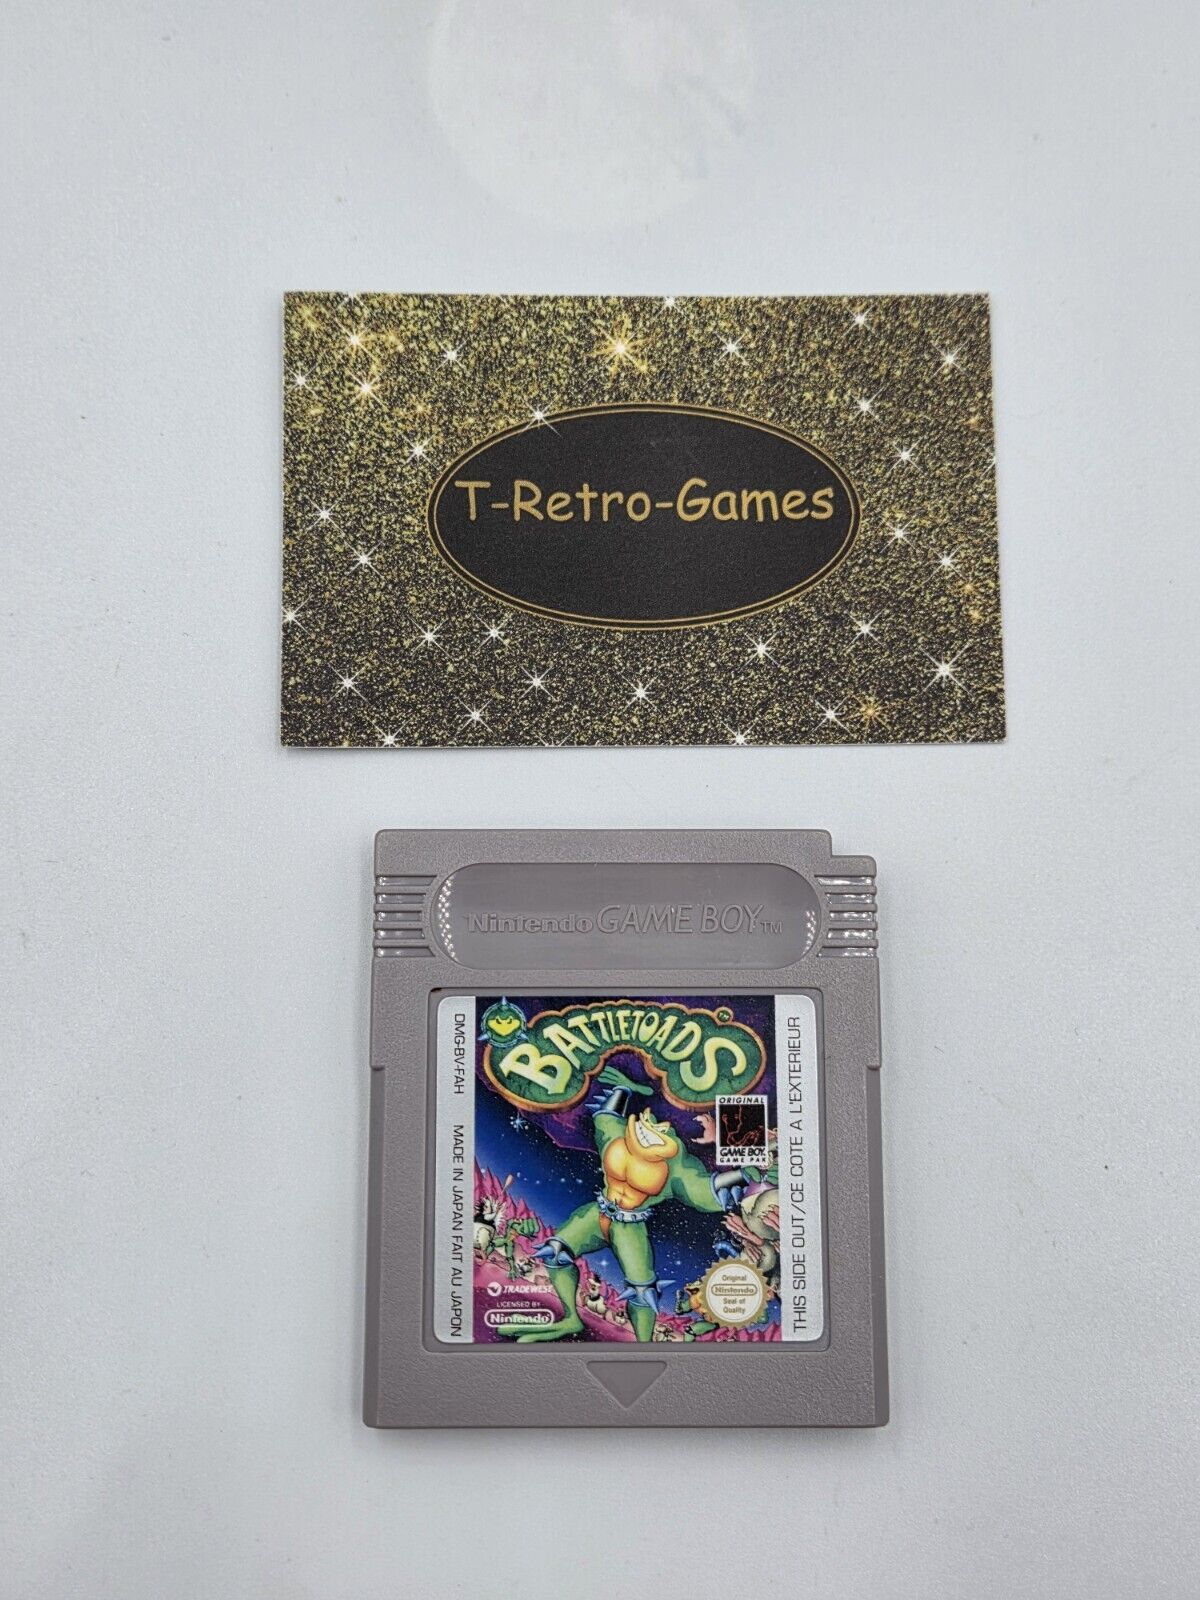 T-Retro-Games
Nintendo GAME BOY TM
DMG-BV-FAH MADE IN JAPAN FAIT AU JAPON
BATTLETOADS TM
ORIGINAL
GAME BOY
GAME PAK
TRADEWEST
LICENSED BY
Nintendo
Original
Nintendo
Seal of
Quality
THIS SIDE OUT/CE COTE A L'EXTERIEUR